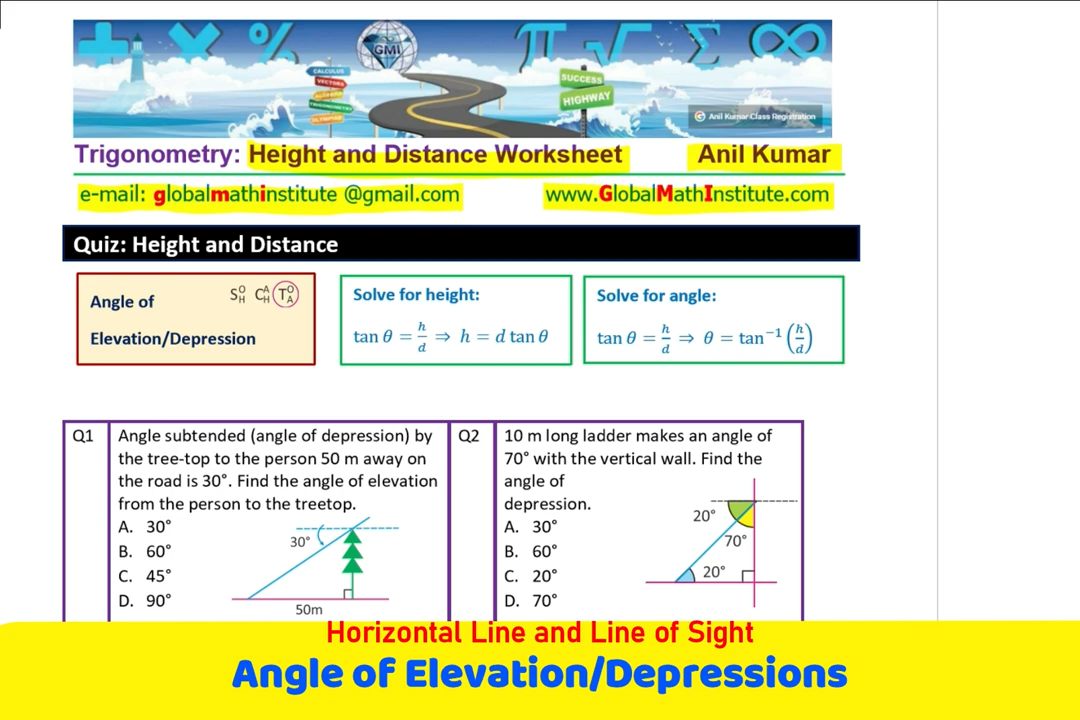 GMI
CALCULUS
VECTORS
TRIGONOMETRY
SUCCESS
HIGHWAY
Anil Kumar Class Registration
Trigonometry: Height and Distance Worksheet Anil Kumar
e-mail: globalmathinstitute @gmail.com www.GlobalMathInstitute.com
Quiz: Height and Distance
Angle of S O/H C A/H T O/A
Elevation/Depression
Solve for height:
tan θ = h/d ⇒ h = d tan θ
Solve for angle:
tan θ = h/d ⇒ θ = tan⁻¹ (h/d)
Q1
Angle subtended (angle of depression) by
the tree-top to the person 50 m away on
the road is 30°. Find the angle of elevation
from the person to the treetop.
A. 30°
B. 60°
C. 45°
D. 90°
30°
50m
Q2
10 m long ladder makes an angle of
70° with the vertical wall. Find the
angle of
depression.
A. 30°
B. 60°
C. 20°
D. 70°
20°
70°
20°
Horizontal Line and Line of Sight
Angle of Elevation/Depressions